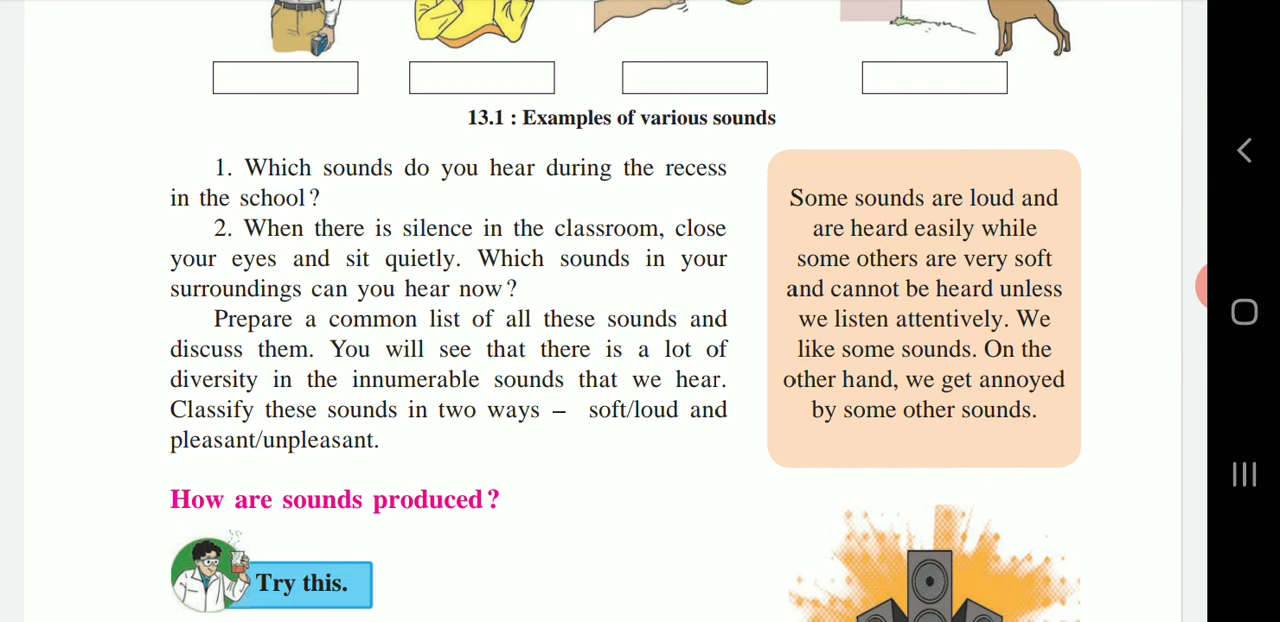 13.1 : Examples of various sounds
1. Which sounds do you hear during the recess
in the school?
2. When there is silence in the classroom, close
your eyes and sit quietly. Which sounds in your
surroundings can you hear now?
Prepare a common list of all these sounds and
discuss them. You will see that there is a lot of
diversity in the innumerable sounds that we hear.
Classify these sounds in two ways – soft/loud and
pleasant/unpleasant.
Some sounds are loud and
are heard easily while
some others are very soft
and cannot be heard unless
we listen attentively. We
like some sounds. On the
other hand, we get annoyed
by some other sounds.
How are sounds produced?
Try this.